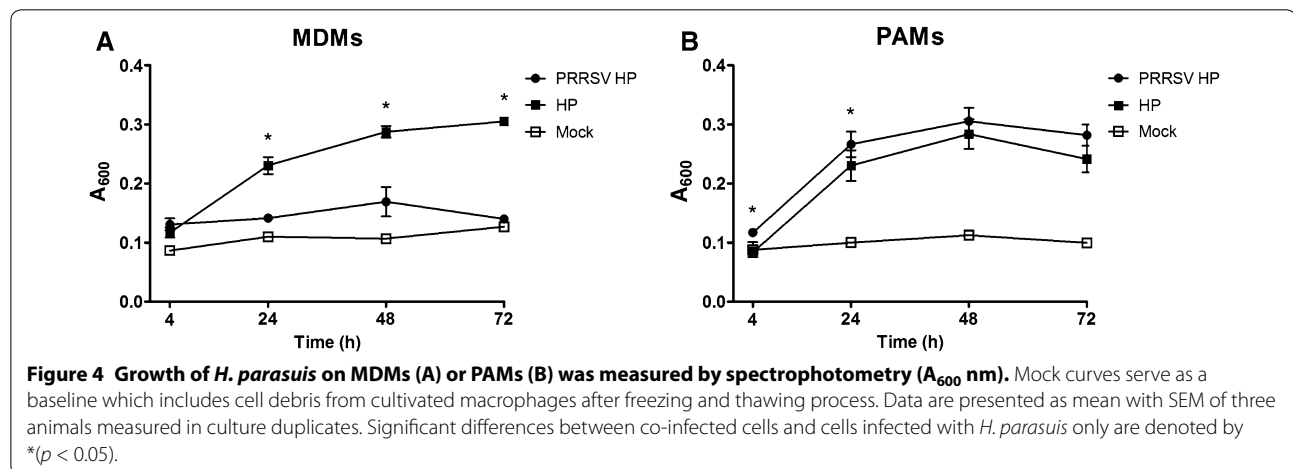 A
MDMs
0.4
0.3
0.2
0.1
0.0
A600
*
*
*
4
24
48
72
Time (h)
PRRSV HP
HP
Mock
B
PAMs
0.4
0.3
0.2
0.1
0.0
A600
*
*
4
24
48
72
Time (h)
PRRSV HP
HP
Mock
Figure 4 Growth of H. parasuis on MDMs (A) or PAMs (B) was measured by spectrophotometry (A600 nm). Mock curves serve as a
baseline which includes cell debris from cultivated macrophages after freezing and thawing process. Data are presented as mean with SEM of three
animals measured in culture duplicates. Significant differences between co-infected cells and cells infected with H. parasuis only are denoted by
*(p < 0.05).